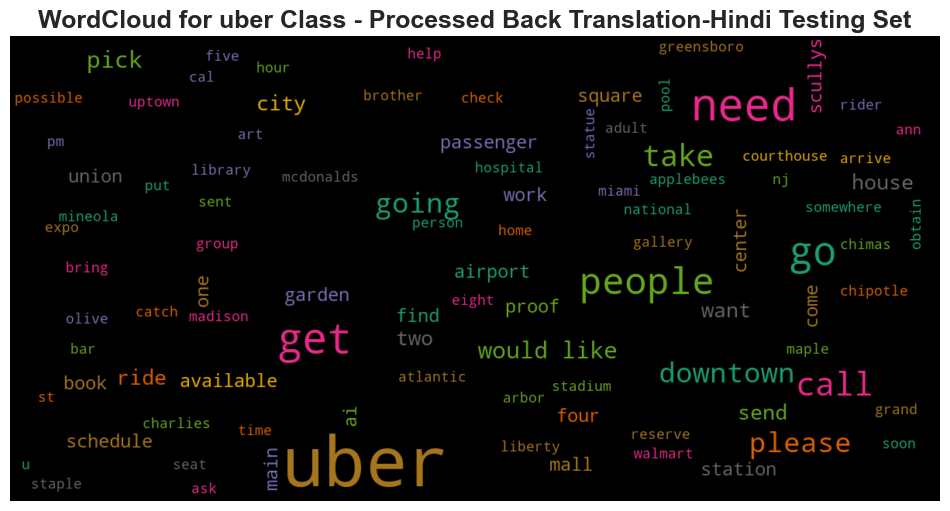 WordCloud for uber Class - Processed Back Translation-Hindi Testing Set
pick
five
cal
hour
help
greensboro
scullys
possible
uptown
city
brother
check
square
pool
need
rider
pm
art
passenger
statue
adult
ann
union
put
library
mcdonalds
hospital
take
courthouse
arrive
applebees
nj
house
mineola
expo
sent
going
person
work
miami
national
somewhere
obtain
group
home
gallery
center
go
chimas
bring
one
garden
airport
eight
proof
people
want
come
chipotle
olive
catch
madison
find
two
get
bar
would like
maple
book
ride
available
atlantic
stadium
arbor
downtown
call
st
charlies
time
ai
four
send
grand
schedule
main
uber
liberty
reserve
walmart
please
soon
u
seat
mall
station
staple
ask